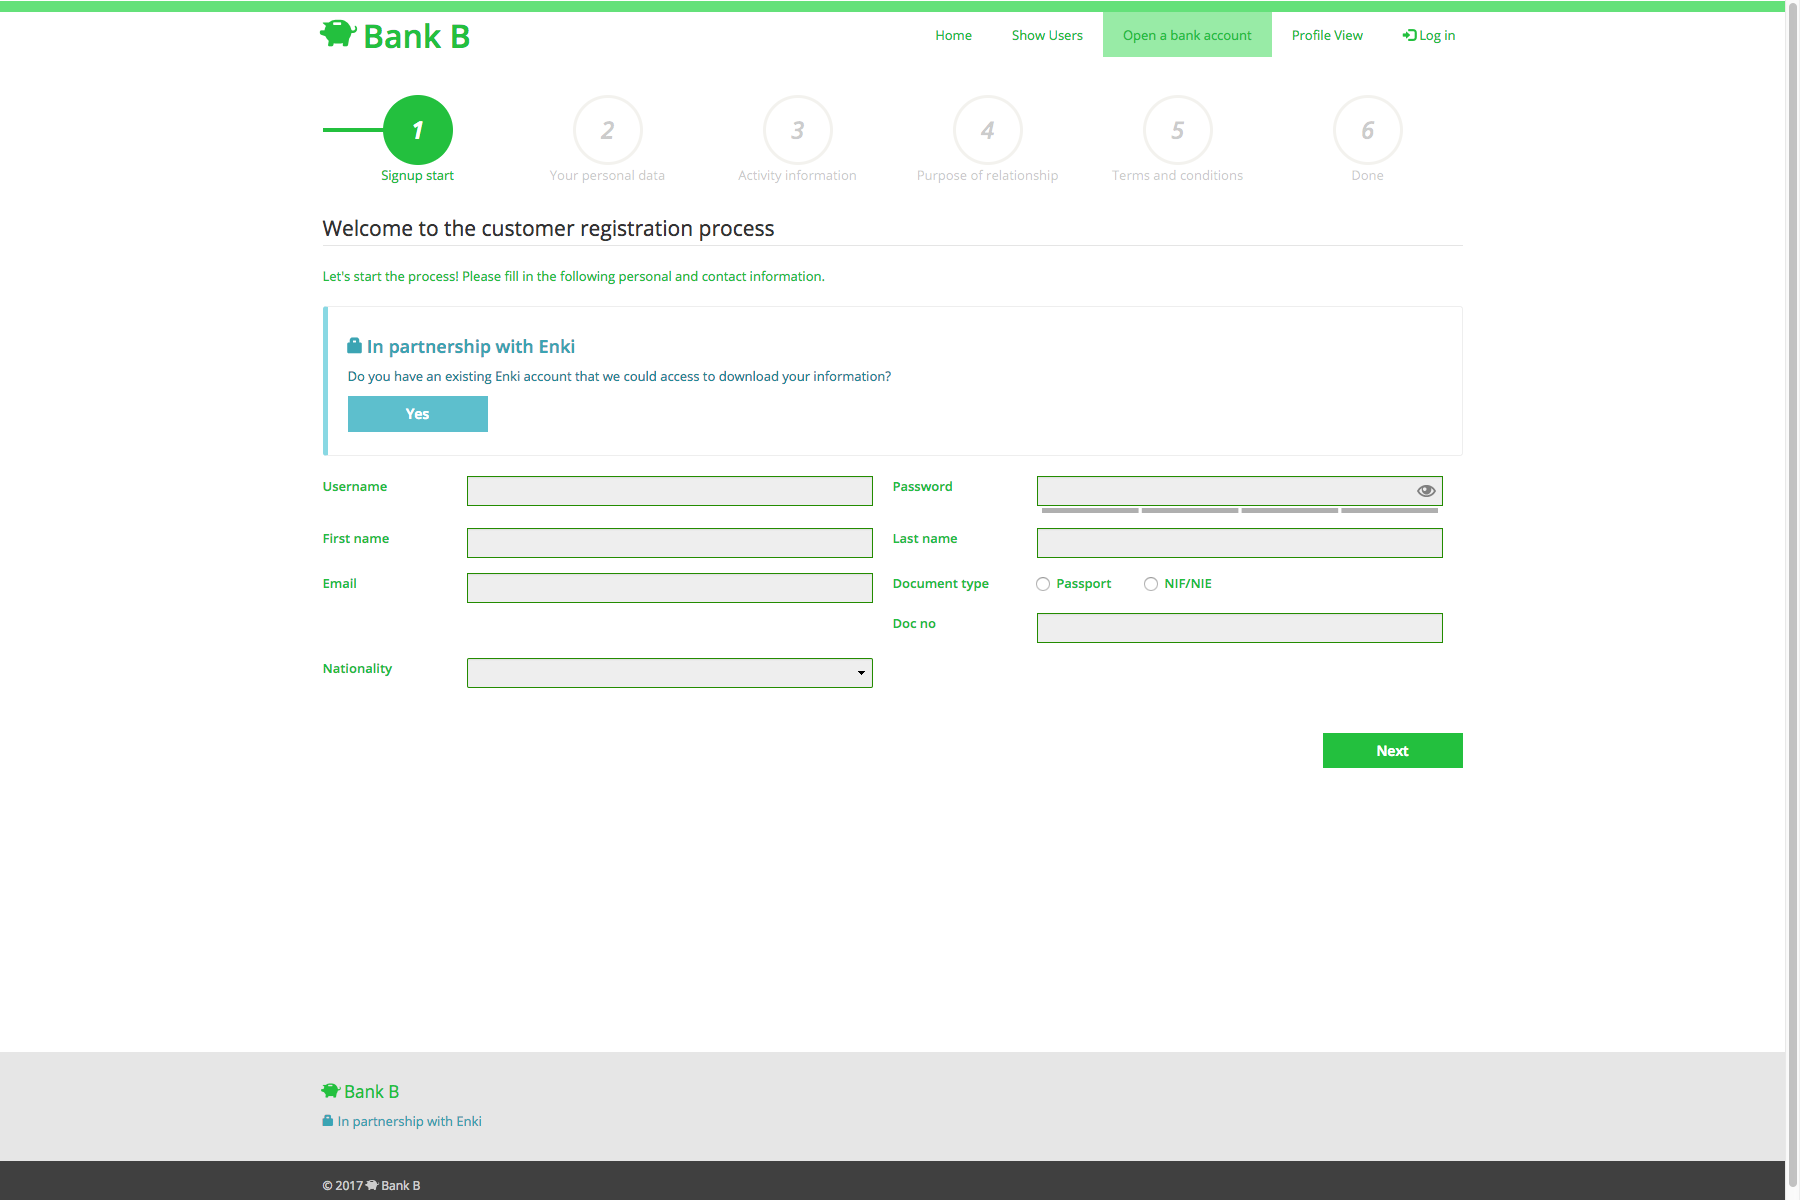 Bank B
Home
Show Users
Open a bank account
Profile View
Log in
1
2
3
4
5
6
Signup start
Your personal data
Activity information
Purpose of relationship
Terms and conditions
Done
Welcome to the customer registration process
Let's start the process! Please fill in the following personal and contact information.
In partnership with Enki
Do you have an existing Enki account that we could access to download your information?
Yes
Username
Password
First name
Last name
Email
Document type
Passport
NIF/NIE
Doc no
Nationality
Next
Bank B
In partnership with Enki
© 2017 Bank B